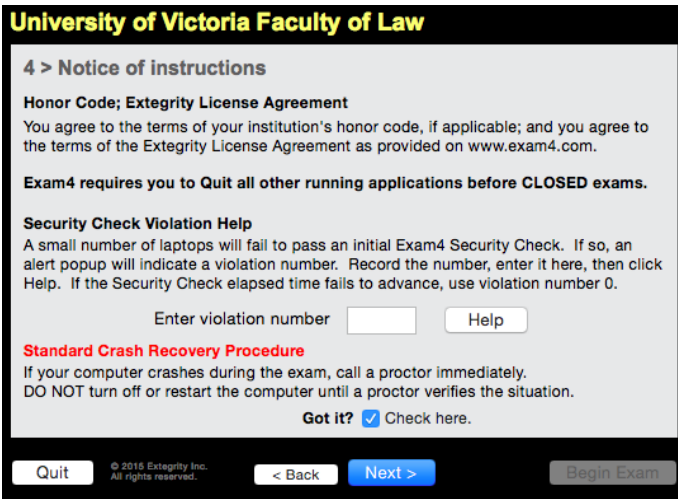 University of Victoria Faculty of Law
4 > Notice of instructions
Honor Code; Extegrity License Agreement
You agree to the terms of your institution's honor code, if applicable; and you agree to
the terms of the Extegrity License Agreement as provided on www.exam4.com.
Exam4 requires you to Quit all other running applications before CLOSED exams.
Security Check Violation Help
A small number of laptops will fail to pass an initial Exam4 Security Check. If so, an
alert popup will indicate a violation number. Record the number, enter it here, then click
Help. If the Security Check elapsed time fails to advance, use violation number 0.
Enter violation number Help
Standard Crash Recovery Procedure
If your computer crashes during the exam, call a proctor immediately.
DO NOT turn off or restart the computer until a proctor verifies the situation.
Got it? Check here.
Quit © 2015 Extegrity Inc. < Back Next > Begin Exam
All rights reserved.